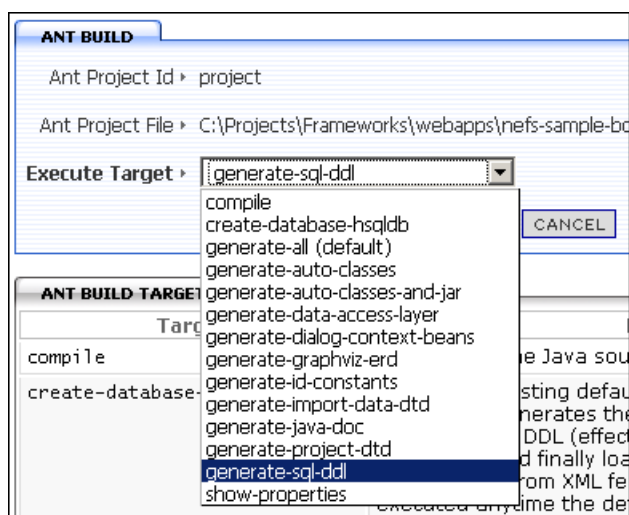 ANT BUILD
Ant Project Id project
Ant Project File C:\Projects\Frameworks\webapps\nefs-sample-bo
Execute Target generate-sql-ddl
compile
create-database-hsqldb
generate-all (default)
generate-auto-classes
generate-auto-classes-and-jar
generate-data-access-layer
generate-dialog-context-beans
generate-graphviz-erd
generate-id-constants
generate-import-data-dtd
generate-java-doc
generate-project-dtd
generate-sql-ddl
show-properties
CANCEL
ANT BUILD TARGET
Targ
compile
e Java sou
create-database-
sting defau
nerates the
DDL (effect
d finally loa
rom XML fe
executed anytime the de